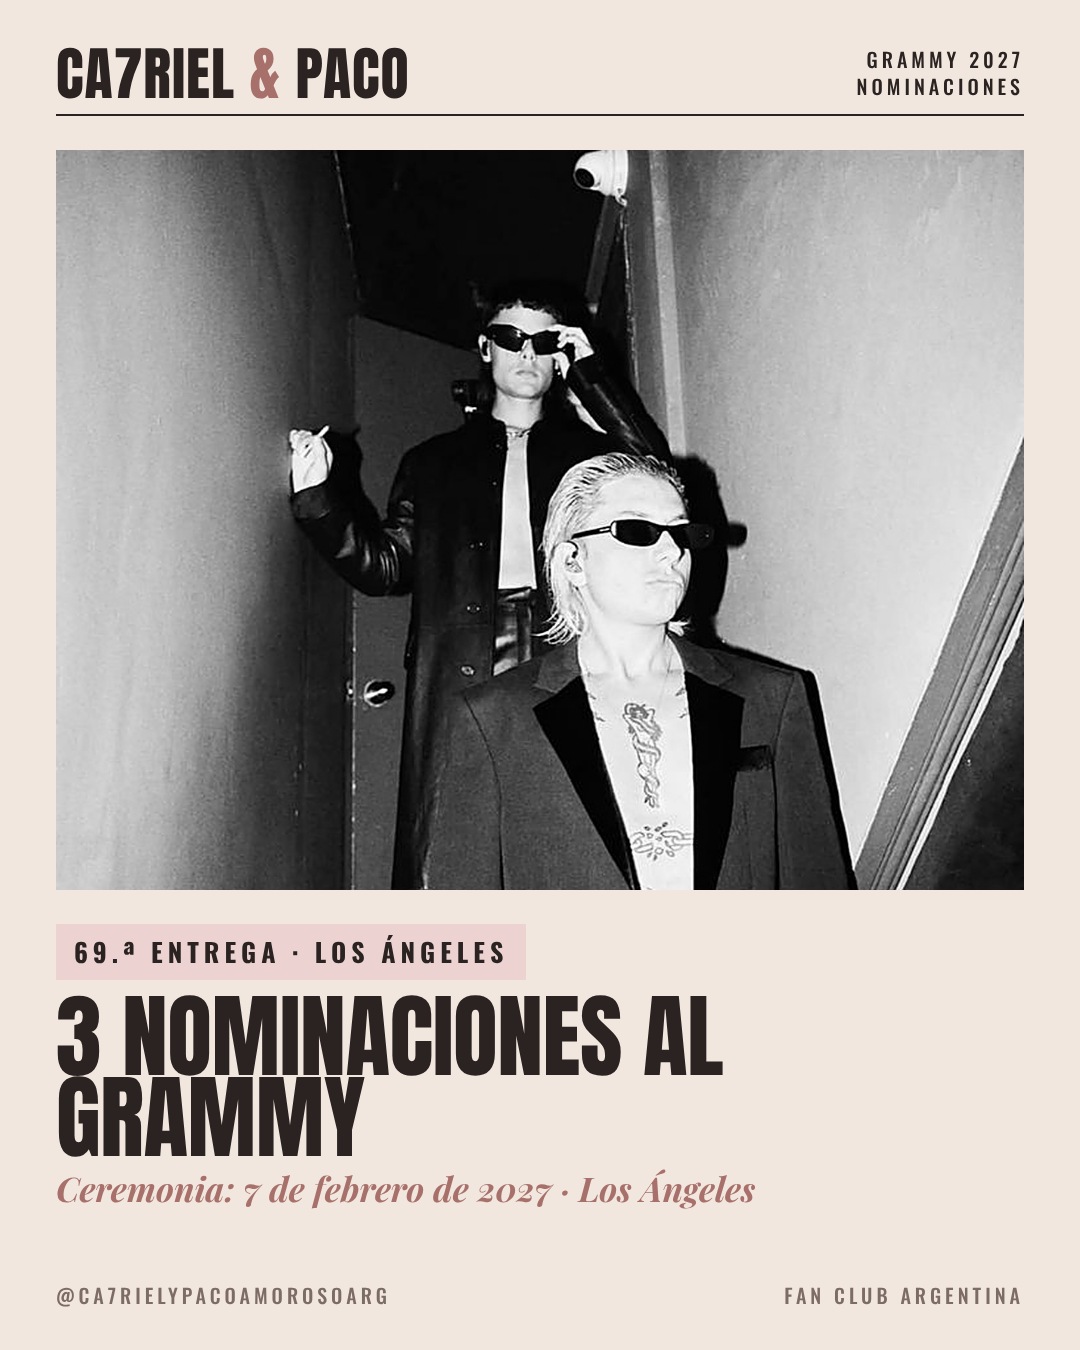 CA7RIEL & PACO
GRAMMY 2027
NOMINACIONES
69.ª ENTREGA · LOS ÁNGELES
3 NOMINACIONES AL
GRAMMY
Ceremonia: 7 de febrero de 2027 · Los Ángeles
@CA7RIELYPACOAMOROSOARG
FAN CLUB ARGENTINA